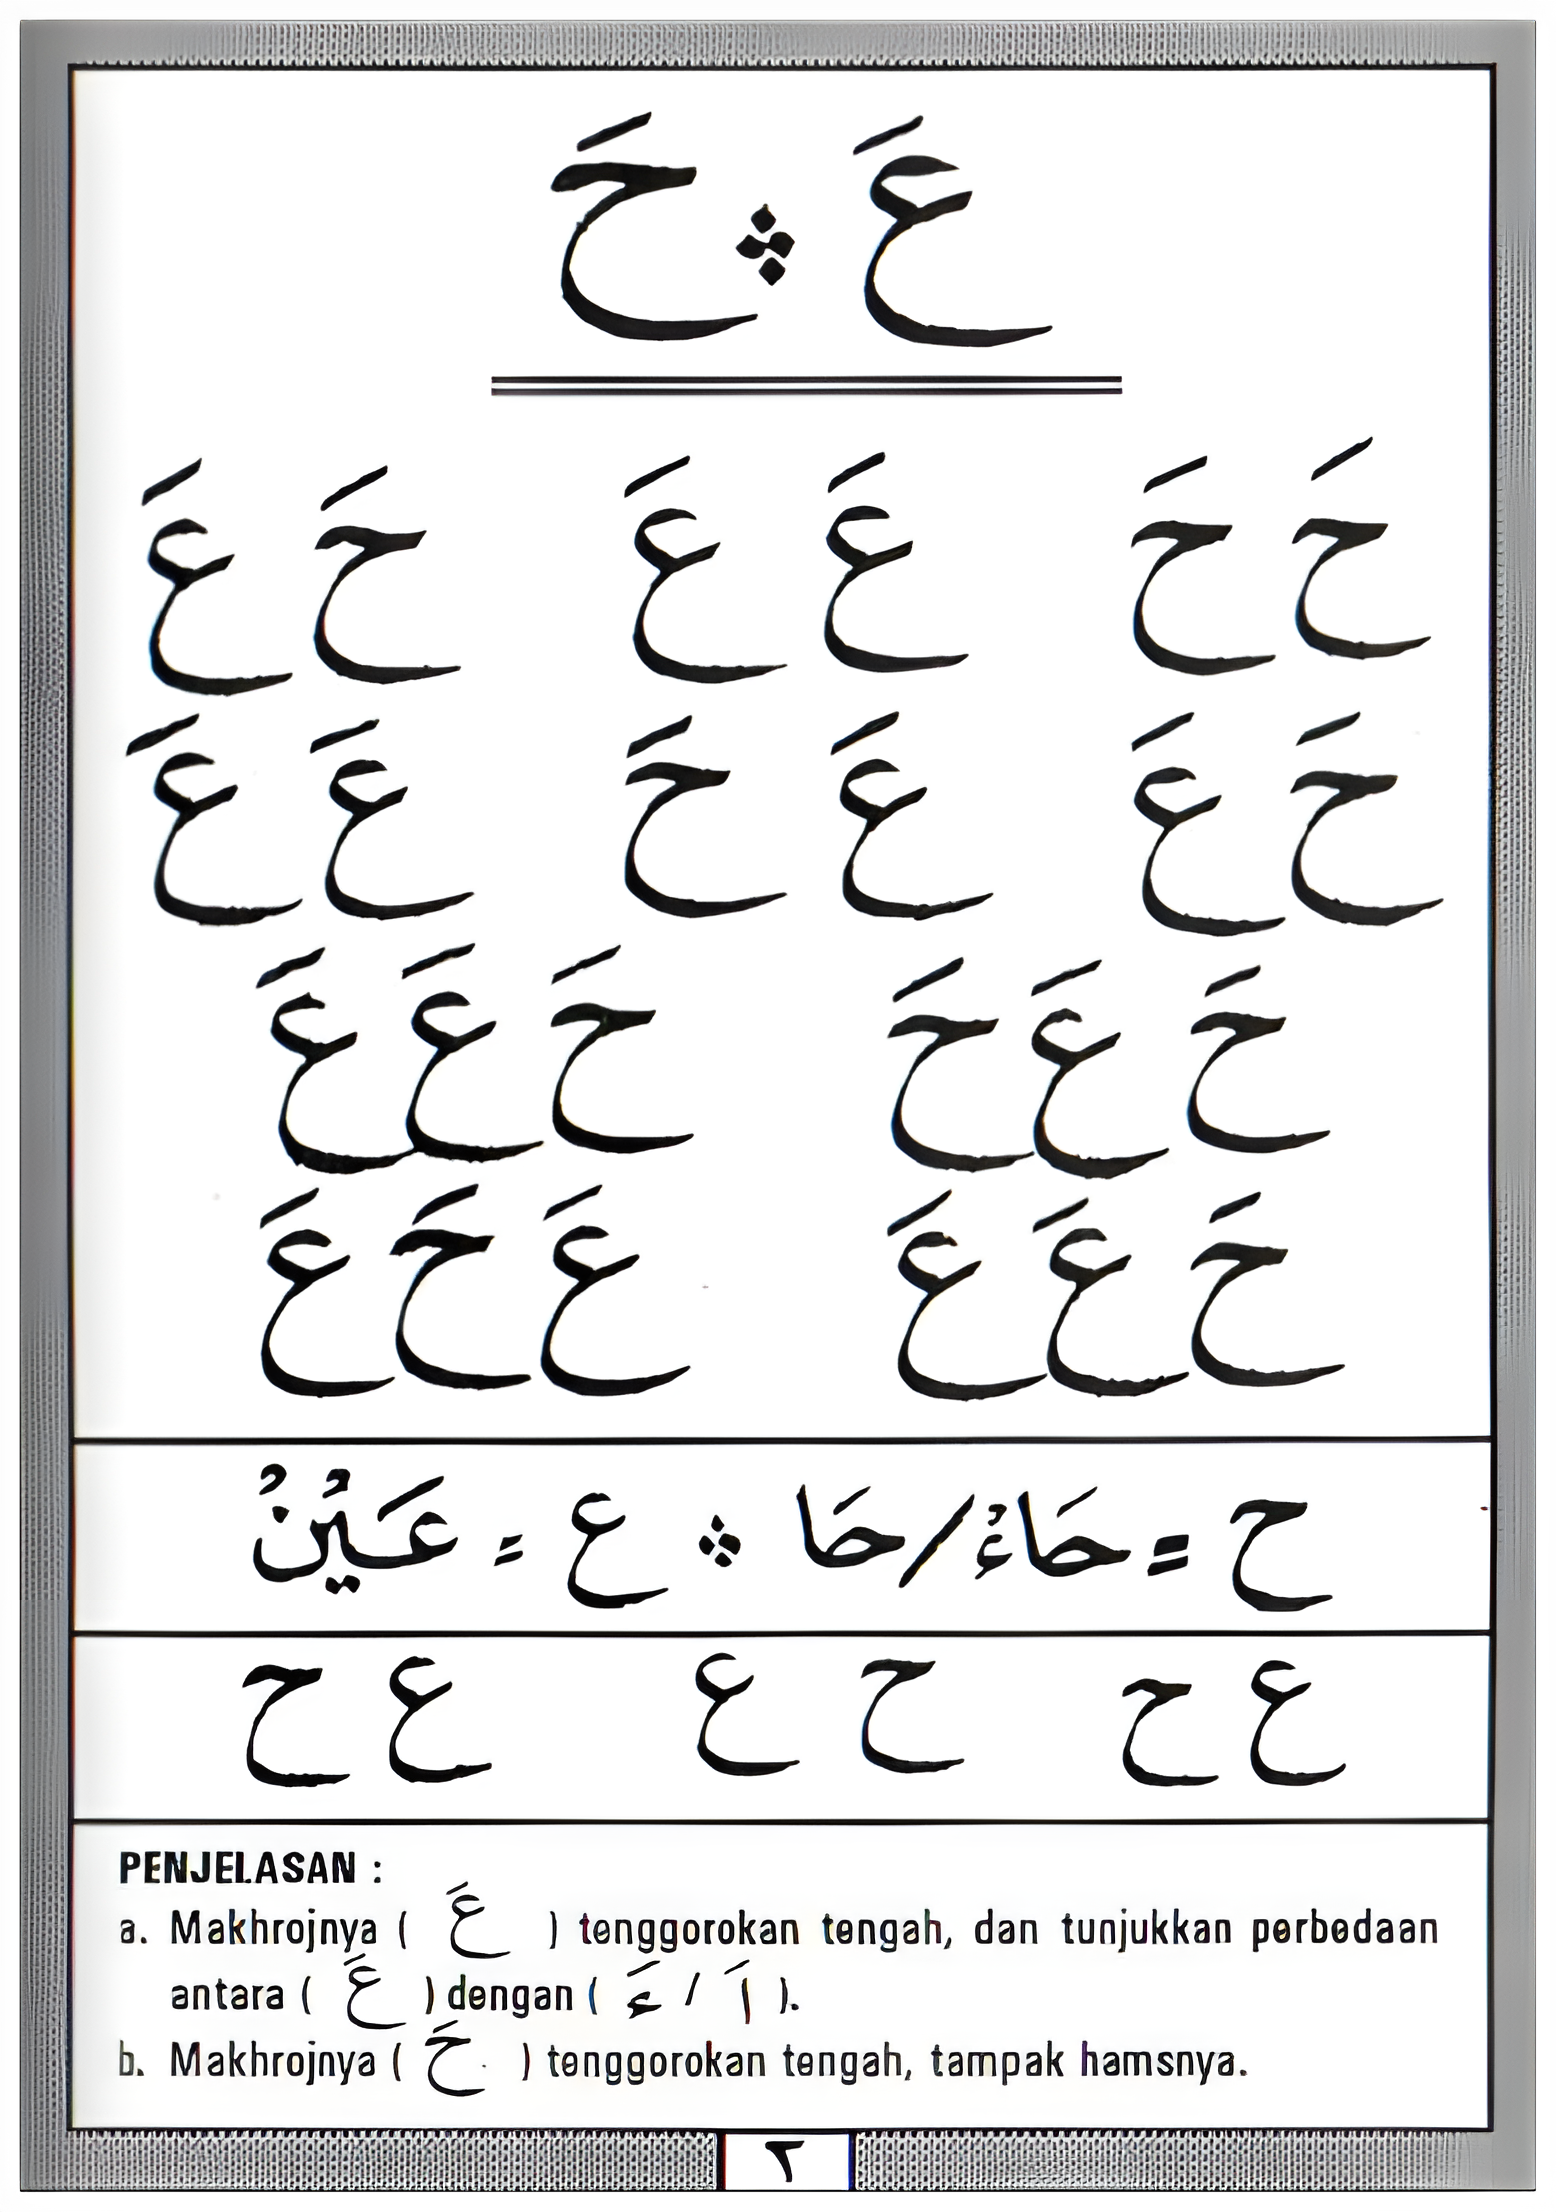 عَ ۞ حَ
حَ حَ عَ عَ حَ عَ
حَ عَ عَ حَ عَ عَ
حَ عَ حَ حَ عَ عَ
حَ عَ عَ عَ حَ عَ
ح = حَاءْ/حَا ۞ ع = عَيْنْ
ع ح ح ع ع ح
PENJELASAN :
a. Makhrojnya ( عَ ) tenggorokan tengah, dan tunjukkan perbedaan
antara ( عَ ) dengan ( ءَ / اَ ).
b. Makhrojnya ( حَ ) tenggorokan tengah, tampak hamsnya.
٢